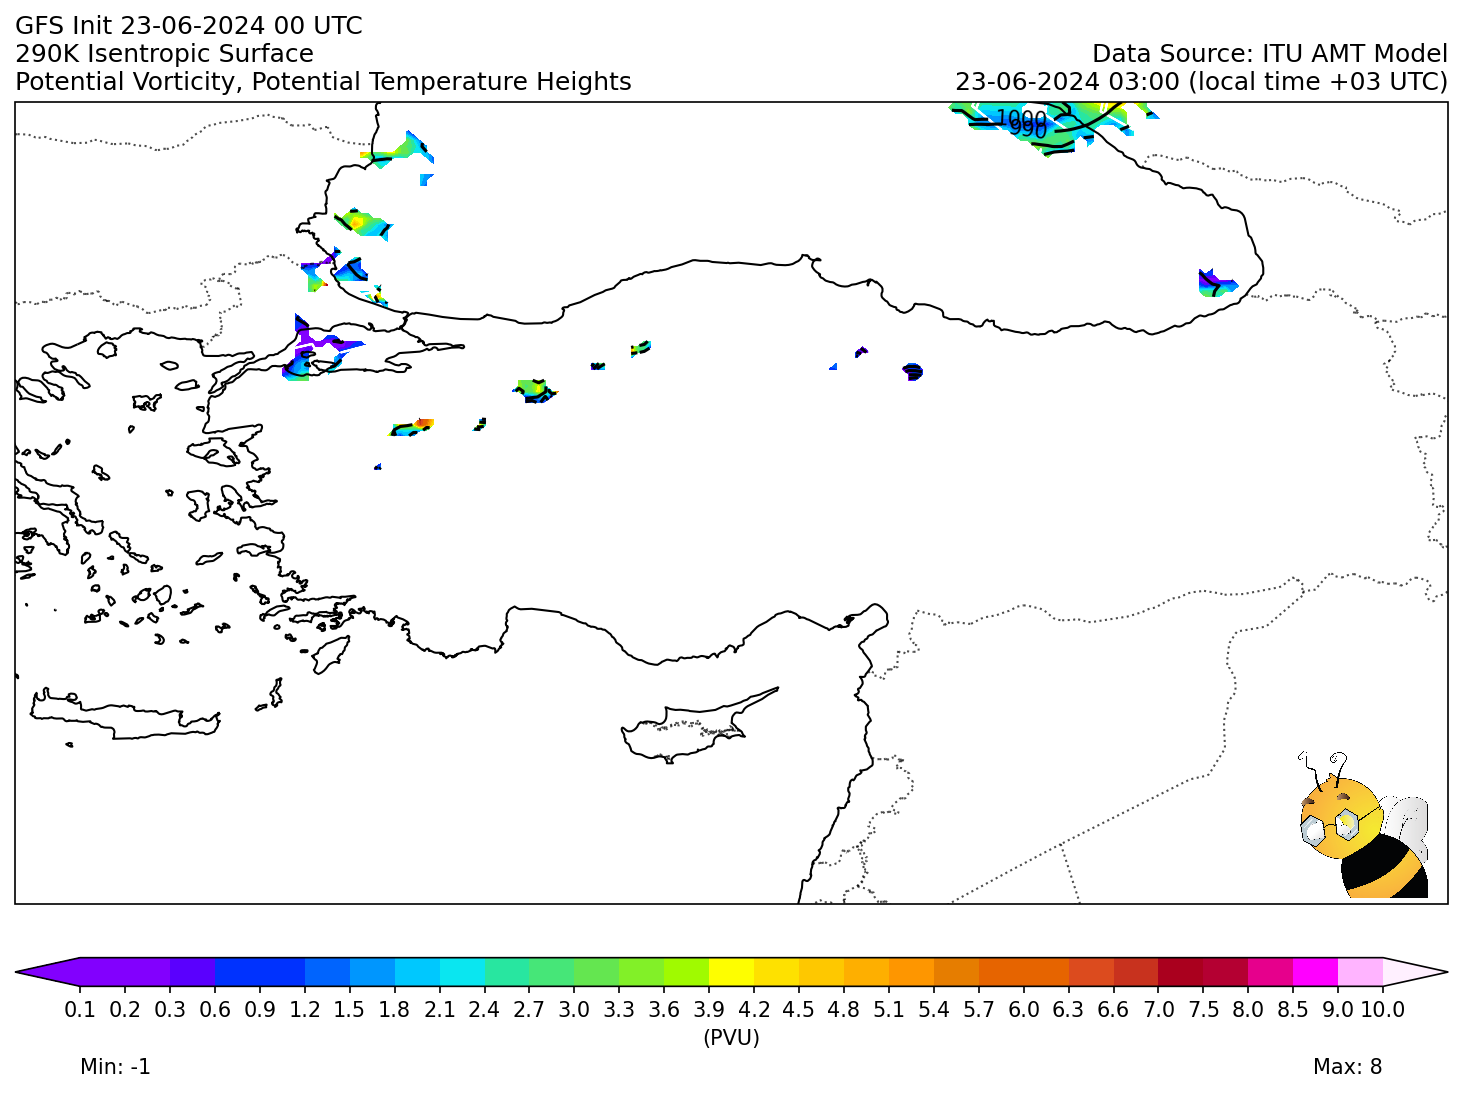 GFS Init 23-06-2024 00 UTC
290K Isentropic Surface
Potential Vorticity, Potential Temperature Heights
Data Source: ITU AMT Model
23-06-2024 03:00 (local time +03 UTC)
1000
990
0.1 0.2 0.3 0.6 0.9 1.2 1.5 1.8 2.1 2.4 2.7 3.0 3.3 3.6 3.9 4.2 4.5 4.8 5.1 5.4 5.7 6.0 6.3 6.6 7.0 7.5 8.0 8.5 9.0 10.0
(PVU)
Min: -1
Max: 8